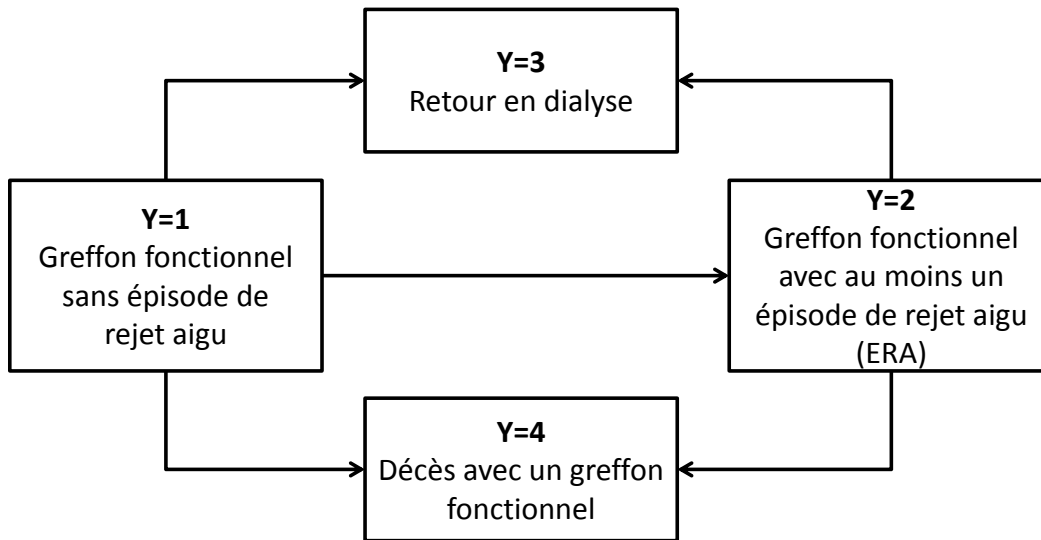 Y=3
Retour en dialyse
Y=1
Greffon fonctionnel
sans épisode de
rejet aigu
Y=2
Greffon fonctionnel
avec au moins un
épisode de rejet aigu
(ERA)
Y=4
Décès avec un greffon
fonctionnel